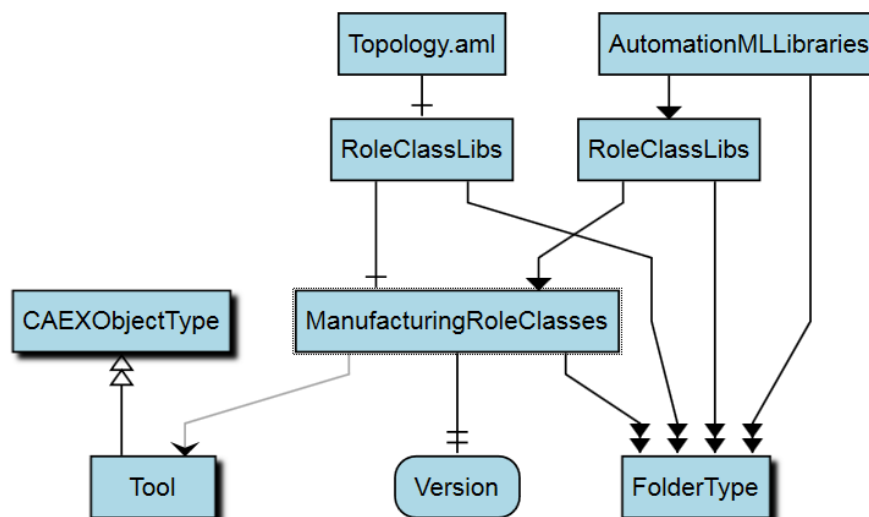 Topology.aml
AutomationMLLibraries
RoleClassLibs
RoleClassLibs
CAEXObjectType
ManufacturingRoleClasses
Tool
Version
FolderType